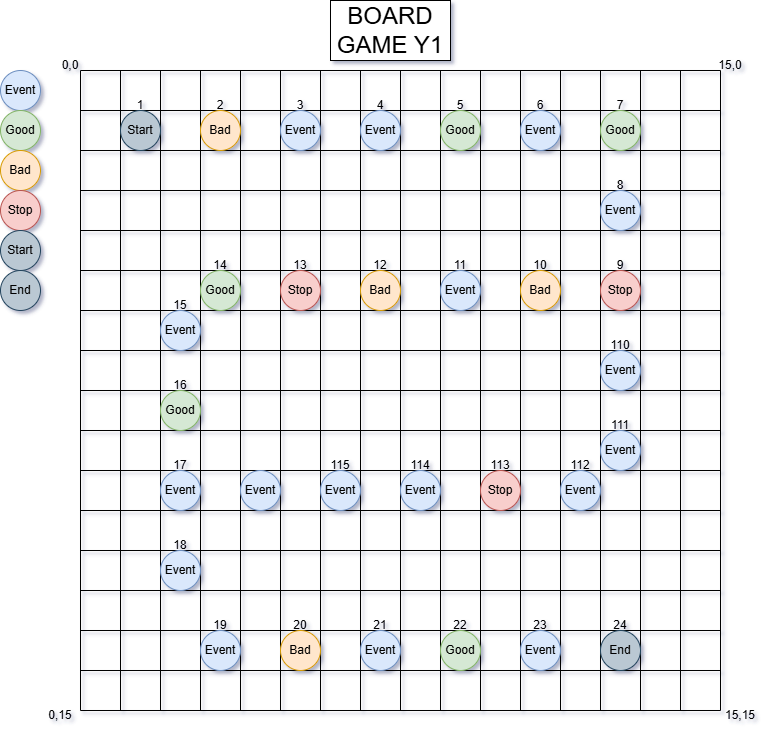 BOARD
GAME Y1
0,0
15,0
Event
Good
Bad
Stop
Start
End
1 2 3 4 5 6 7
Start Bad Event Event Good Event Good
8
Event
14 13 12 11 10 9
Good Stop Bad Event Bad Stop
15
Event
110
Event
16
Good
111
Event
17 115 114 113 112
Event Event Event Event Stop Event
18
Event
19 20 21 22 23 24
Event Bad Event Good Event End
0,15
15,15